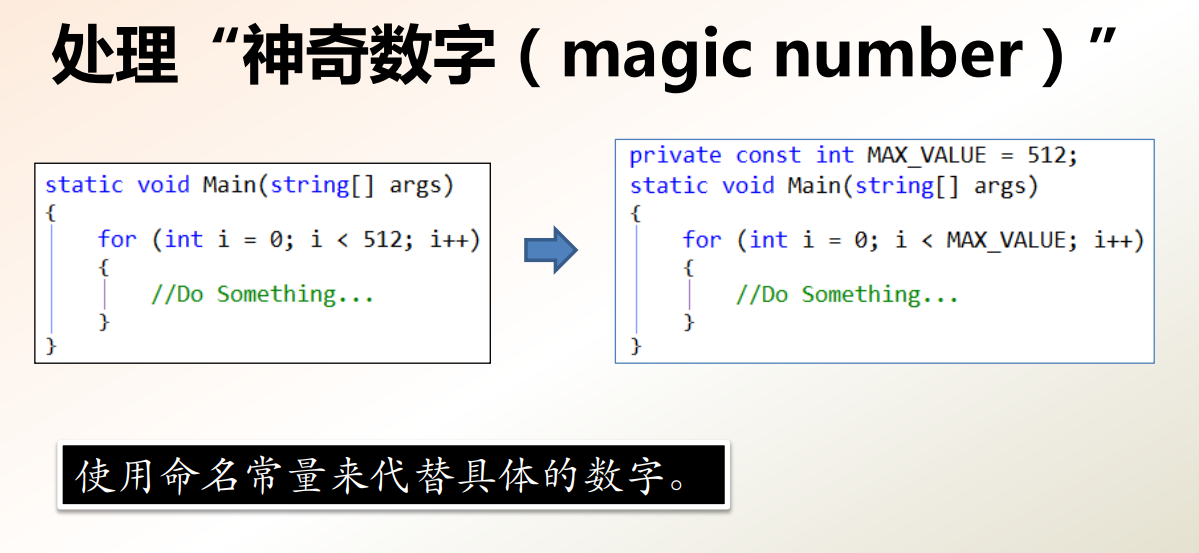 处理“神奇数字（magic number）”
static void Main(string[] args)
{
for (int i = 0; i < 512; i++)
{
//Do Something...
}
}
private const int MAX_VALUE = 512;
static void Main(string[] args)
{
for (int i = 0; i < MAX_VALUE; i++)
{
//Do Something...
}
}
使用命名常量来代替具体的数字。